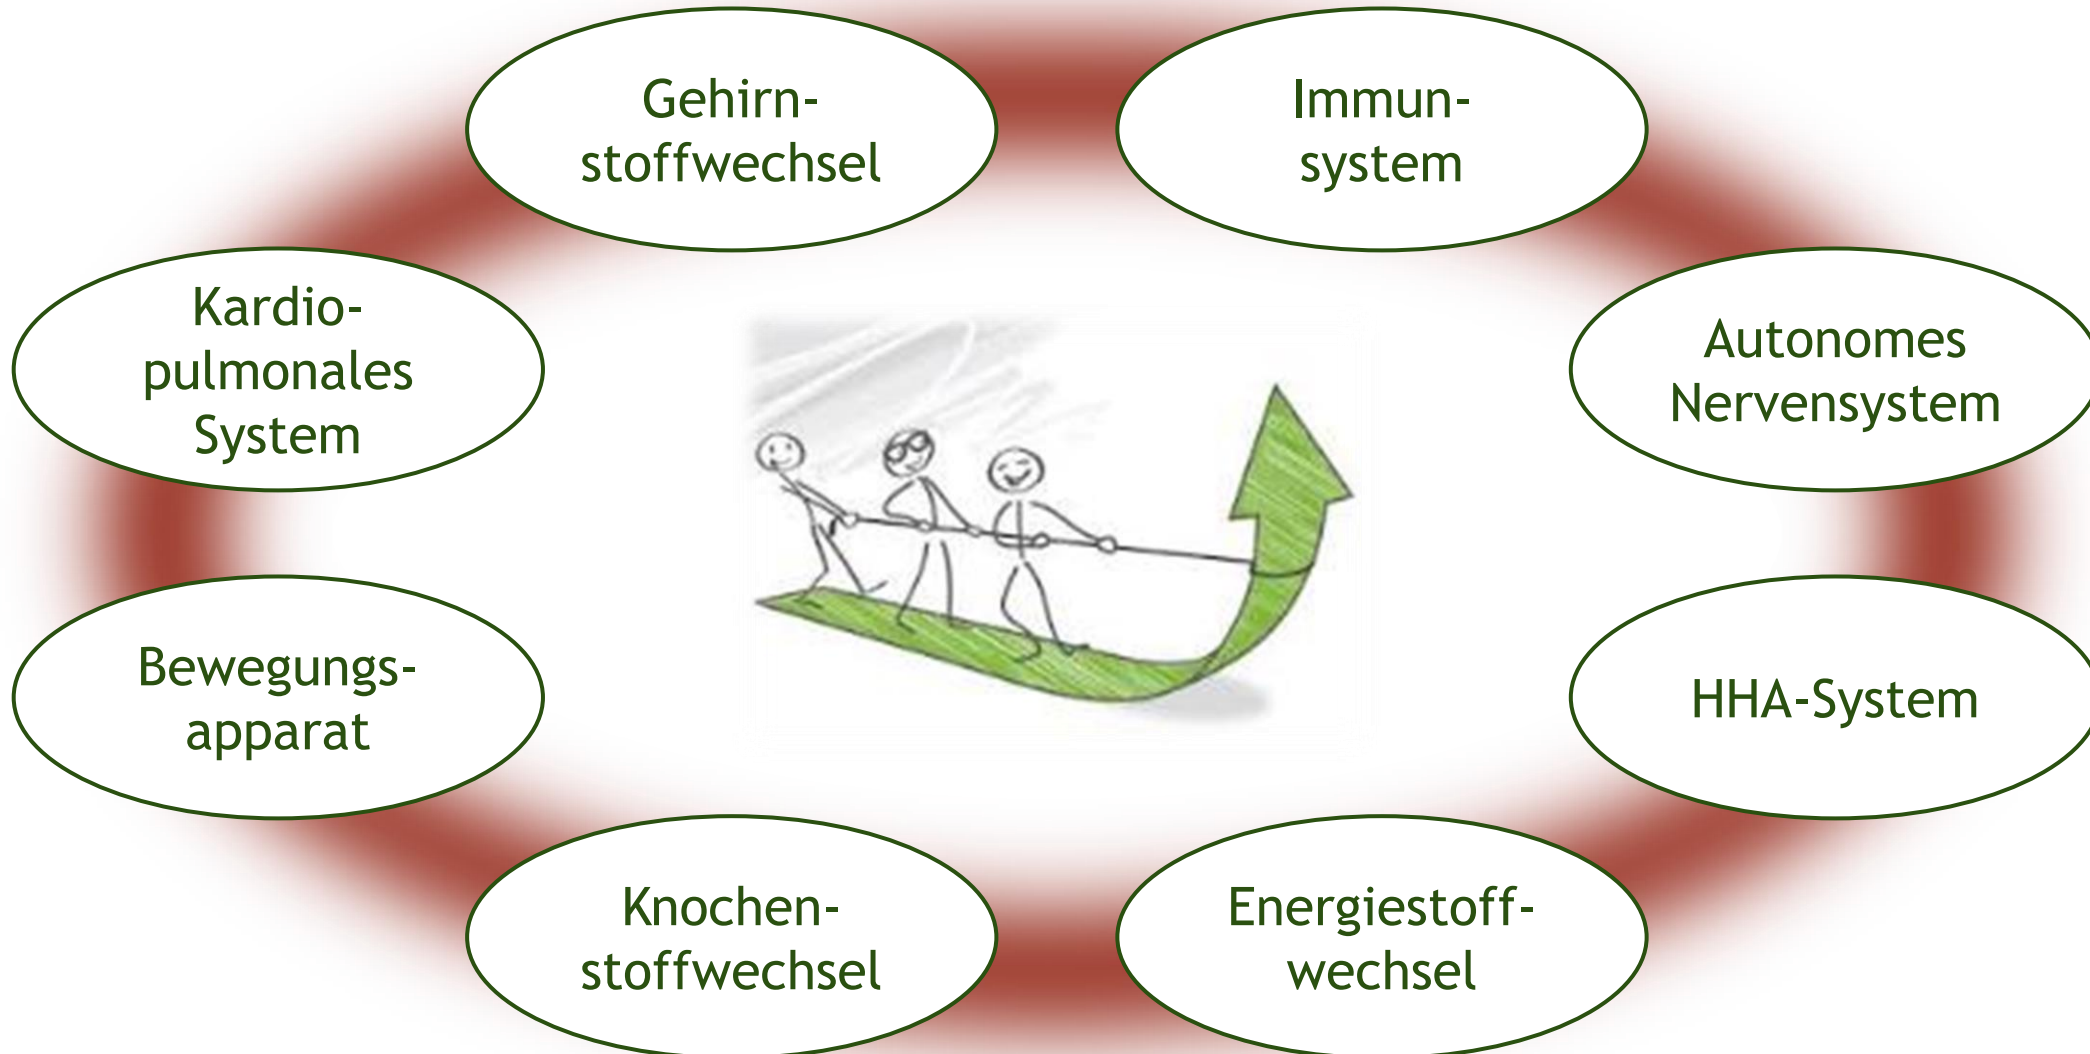 Gehirn-
stoffwechsel
Immun-
system
Kardio-
pulmonales
System
Autonomes
Nervensystem
Bewegungs-
apparat
HHA-System
Knochen-
stoffwechsel
Energiestoff-
wechsel